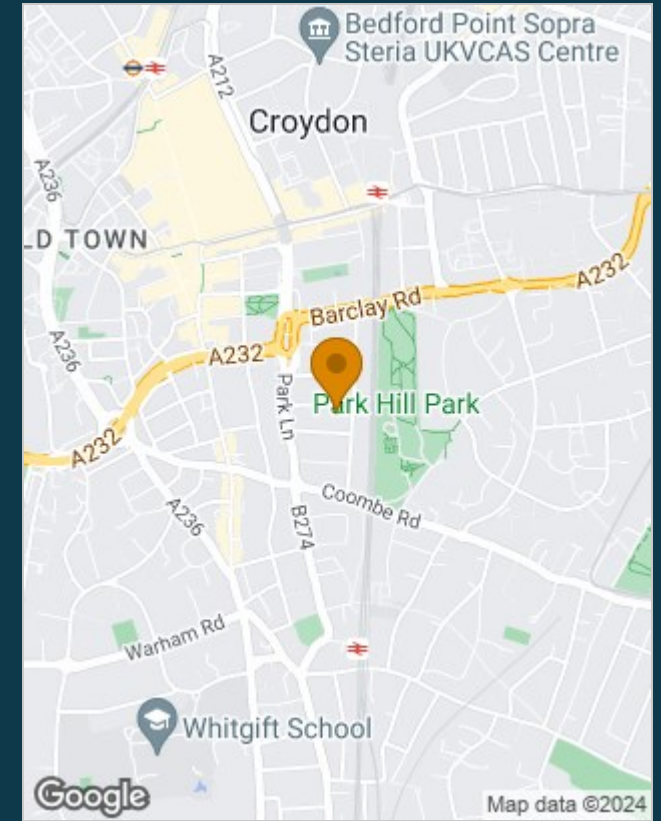 Bedford Point Sopra
Steria UKVCAS Centre
A212
Croydon
A236
LD TOWN
A232
Barclay Rd
A236
A232
Park Ln
Park Hill Park
A232
Coombe Rd
A236
B274
Warham Rd
Whitgift School
Google
Map data ©2024